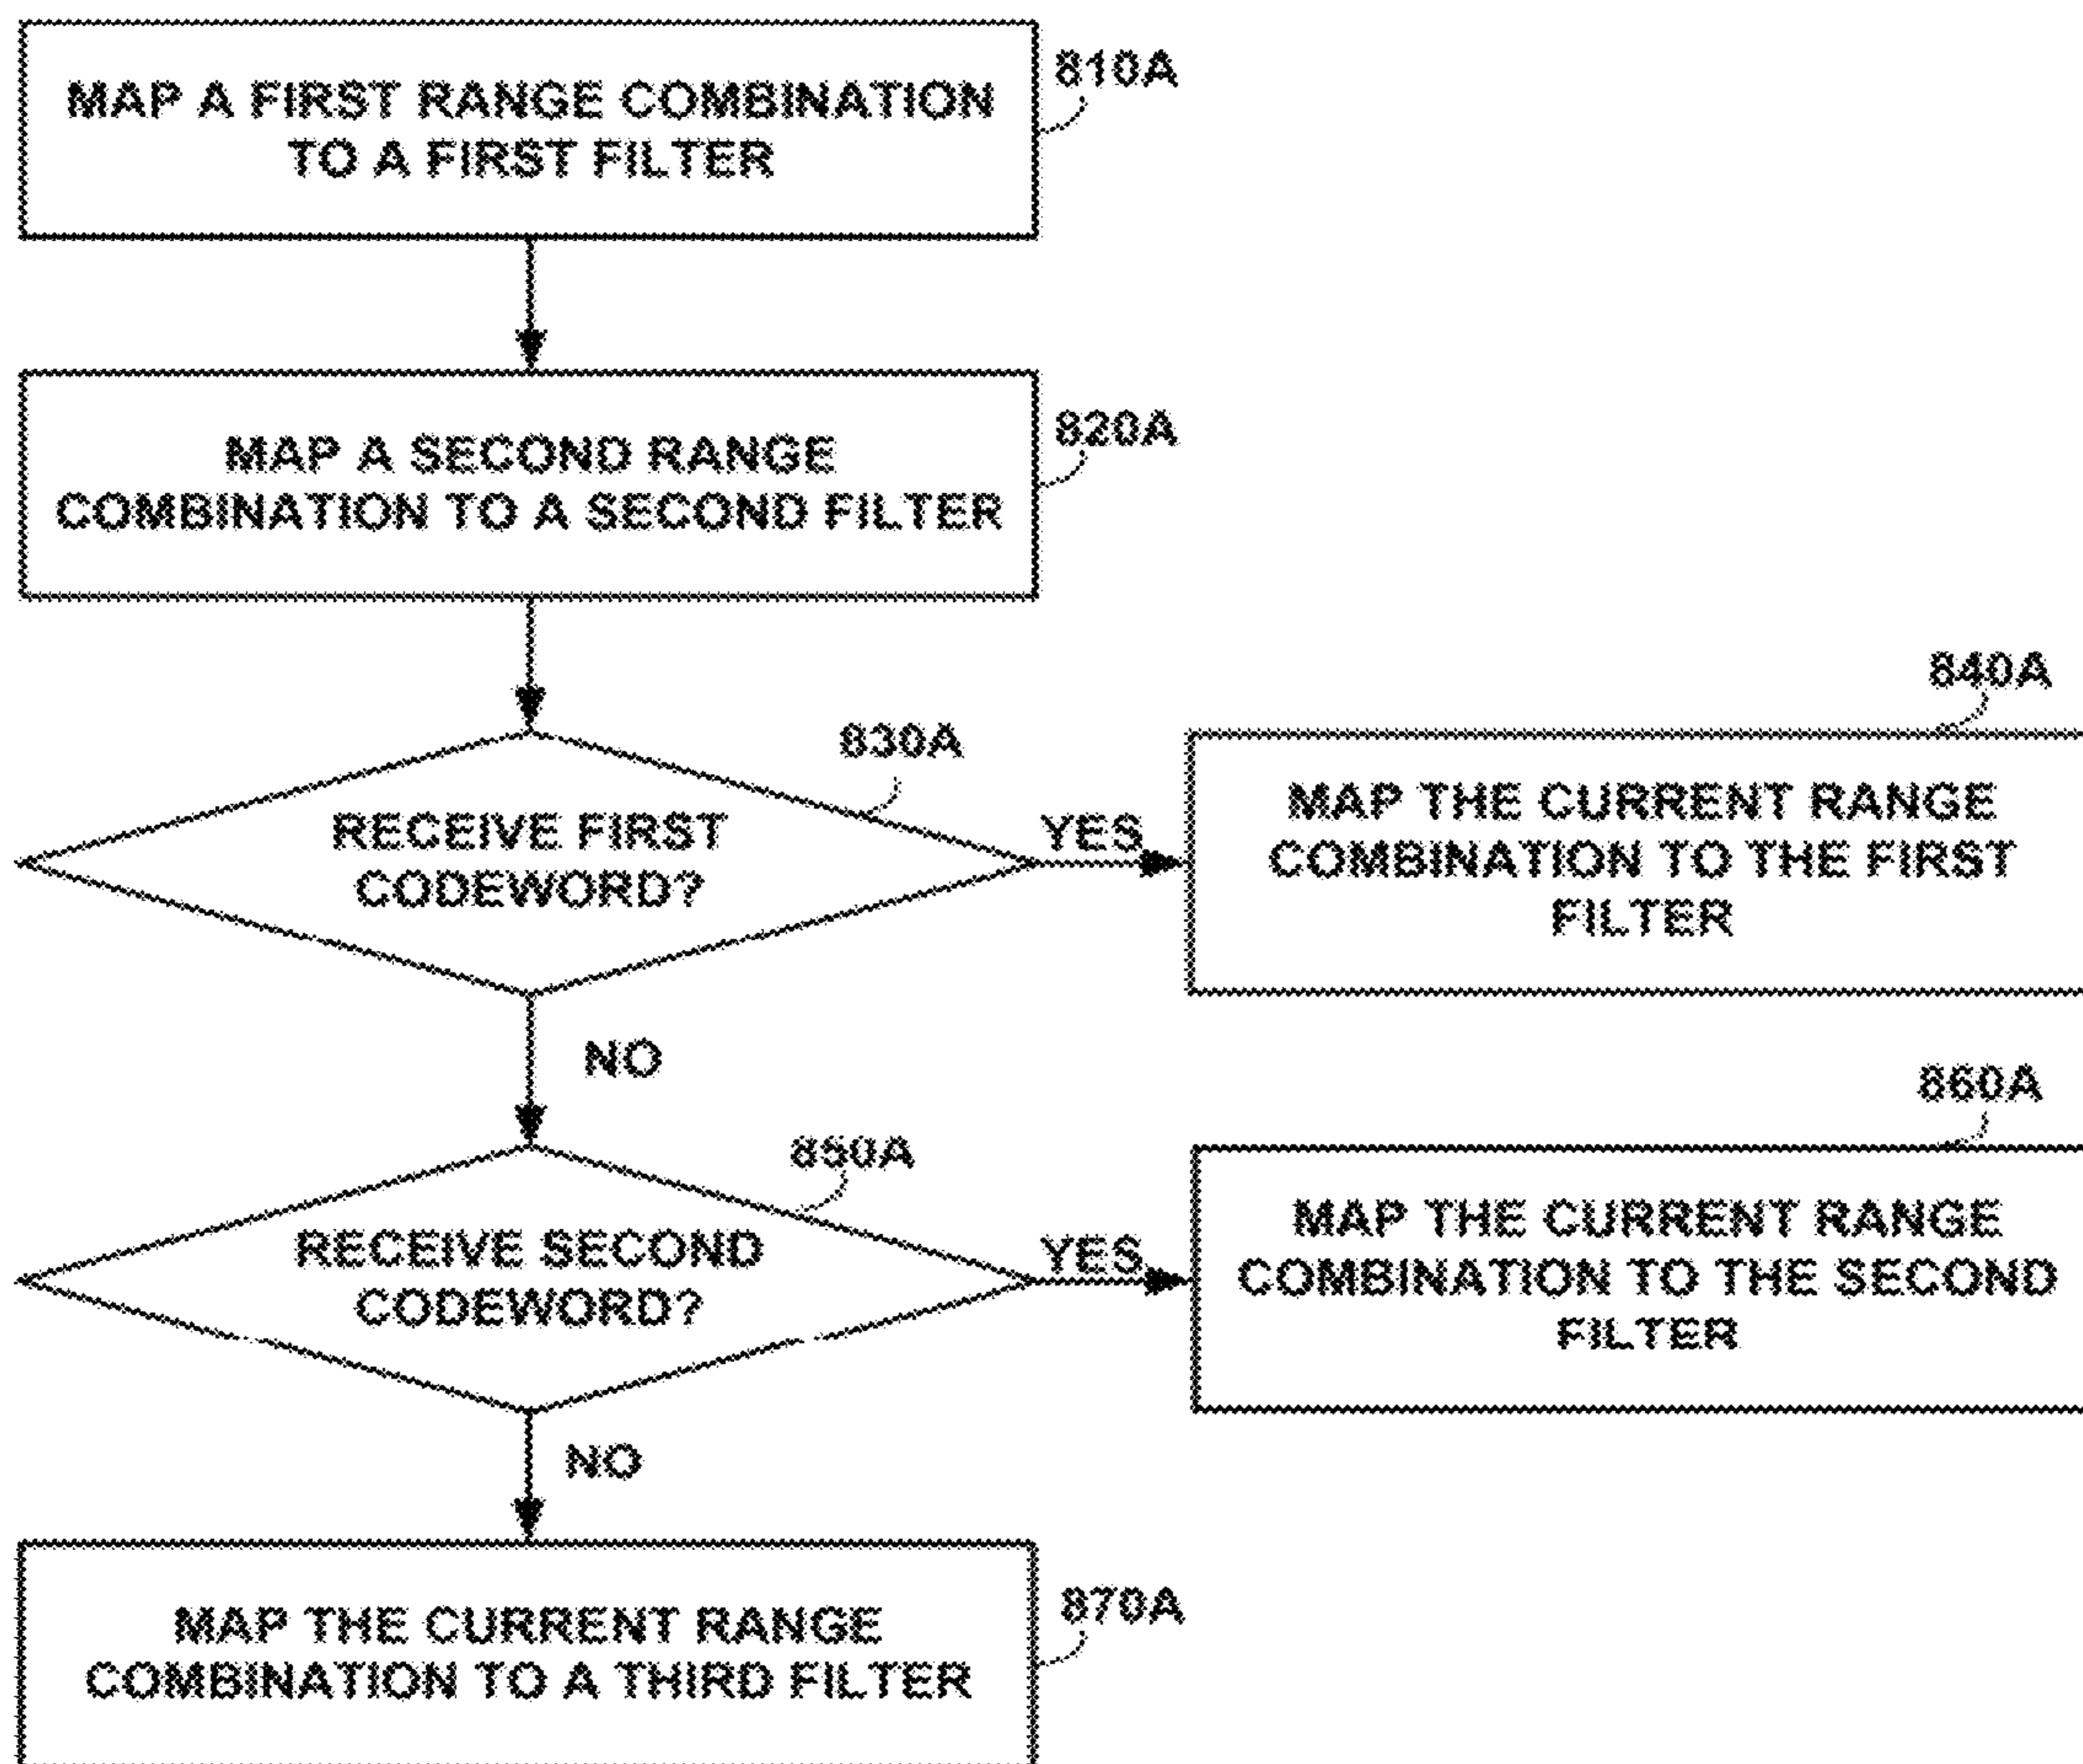 MAP A FIRST RANGE COMBINATION
TO A FIRST FILTER
810A
MAP A SECOND RANGE
COMBINATION TO A SECOND FILTER
820A
RECEIVE FIRST
CODEWORD?
830A
YES
MAP THE CURRENT RANGE
COMBINATION TO THE FIRST
FILTER
840A
NO
RECEIVE SECOND
CODEWORD?
850A
YES
MAP THE CURRENT RANGE
COMBINATION TO THE SECOND
FILTER
860A
NO
MAP THE CURRENT RANGE
COMBINATION TO A THIRD FILTER
870A